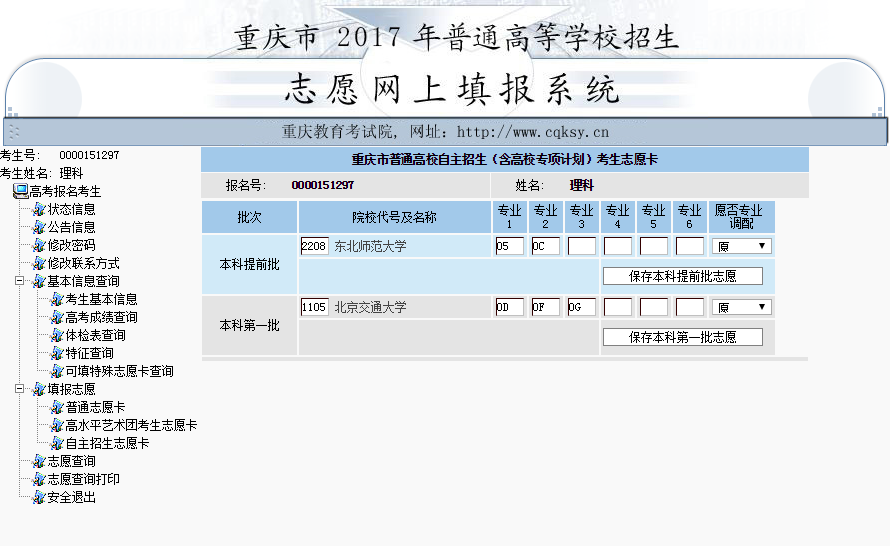 重庆市 2017 年普通高等学校招生
志愿网上填报系统
重庆教育考试院, 网址: http://www.cqksy.cn
考生号: 0000151297
考生姓名: 理科
高考报名考生
状态信息
公告信息
修改密码
修改联系方式
基本信息查询
考生基本信息
高考成绩查询
体检表查询
特征查询
可填特殊志愿卡查询
填报志愿
普通志愿卡
高水平艺术团考生志愿卡
自主招生志愿卡
志愿查询
志愿查询打印
安全退出
重庆市普通高校自主招生（含高校专项计划）考生志愿卡
报名号: 0000151297 姓名: 理科
批次 院校代号及名称 专业1 专业2 专业3 专业4 专业5 专业6 愿否专业调配
本科提前批 2208 东北师范大学 05 0C 愿
保存本科提前批志愿
本科第一批 1105 北京交通大学 0D 0F 0G 愿
保存本科第一批志愿